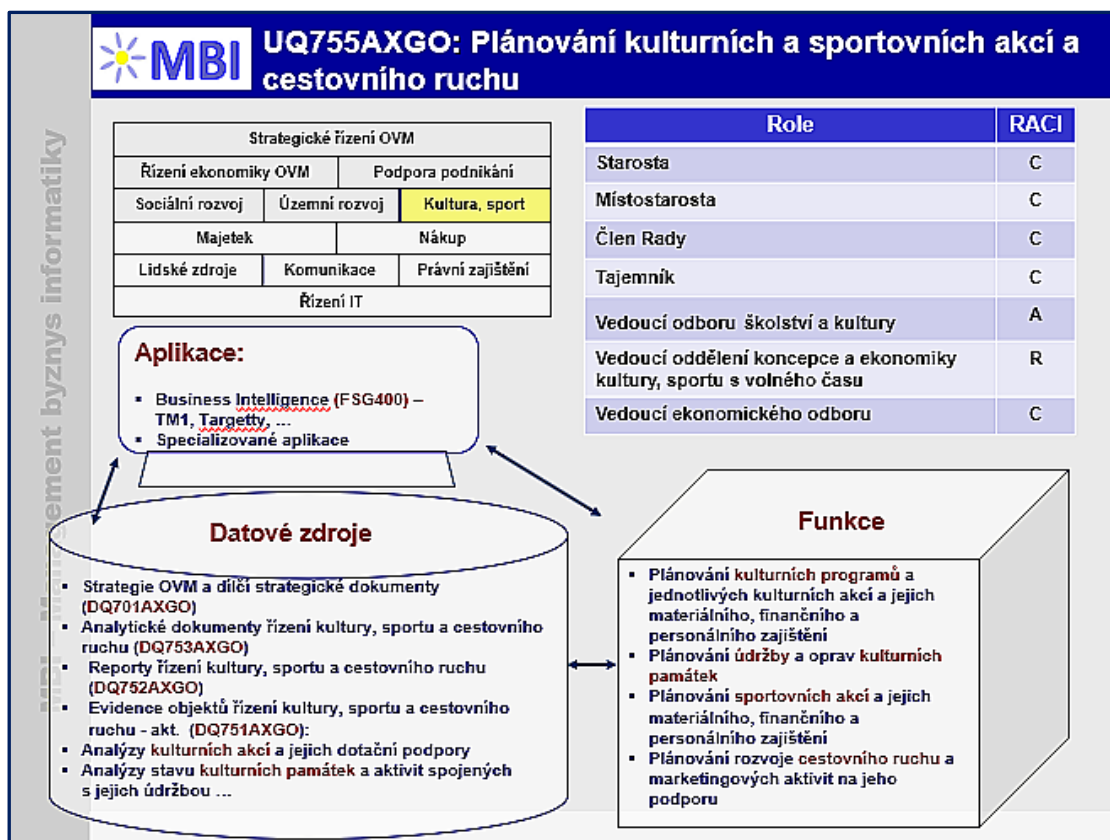 MBI
UQ755AXGO: Plánování kulturních a sportovních akcí a
cestovního ruchu
MBI – Management byznys informatiky
Strategické řízení OVM
Řízení ekonomiky OVM
Podpora podnikání
Sociální rozvoj
Územní rozvoj
Kultura, sport
Majetek
Nákup
Lidské zdroje
Komunikace
Právní zajištění
Řízení IT
Role RACI
Starosta C
Místostarosta C
Člen Rady C
Tajemník C
Vedoucí odboru školství a kultury A
Vedoucí oddělení koncepce a ekonomiky R
kultury, sportu s volného času
Vedoucí ekonomického odboru C
Aplikace:
▪ Business Intelligence (FSG400) –
TM1, Targetty, ...
▪ Specializované aplikace
Datové zdroje
▪ Strategie OVM a dílčí strategické dokumenty
(DQ701AXGO)
▪ Analytické dokumenty řízení kultury, sportu a cestovního
ruchu (DQ753AXGO)
▪ Reporty řízení kultury, sportu a cestovního ruchu
(DQ752AXGO)
▪ Evidence objektů řízení kultury, sportu a cestovního
ruchu - akt. (DQ751AXGO):
▪ Analýzy kulturních akcí a jejich dotační podpory
▪ Analýzy stavu kulturních památek a aktivit spojených
s jejich údržbou ...
Funkce
▪ Plánování kulturních programů a
jednotlivých kulturních akcí a jejich
materiálního, finančního a
personálního zajištění
▪ Plánování údržby a oprav kulturních
památek
▪ Plánování sportovních akcí a jejich
materiálního, finančního a
personálního zajištění
▪ Plánování rozvoje cestovního ruchu a
marketingových aktivit na jeho
podporu